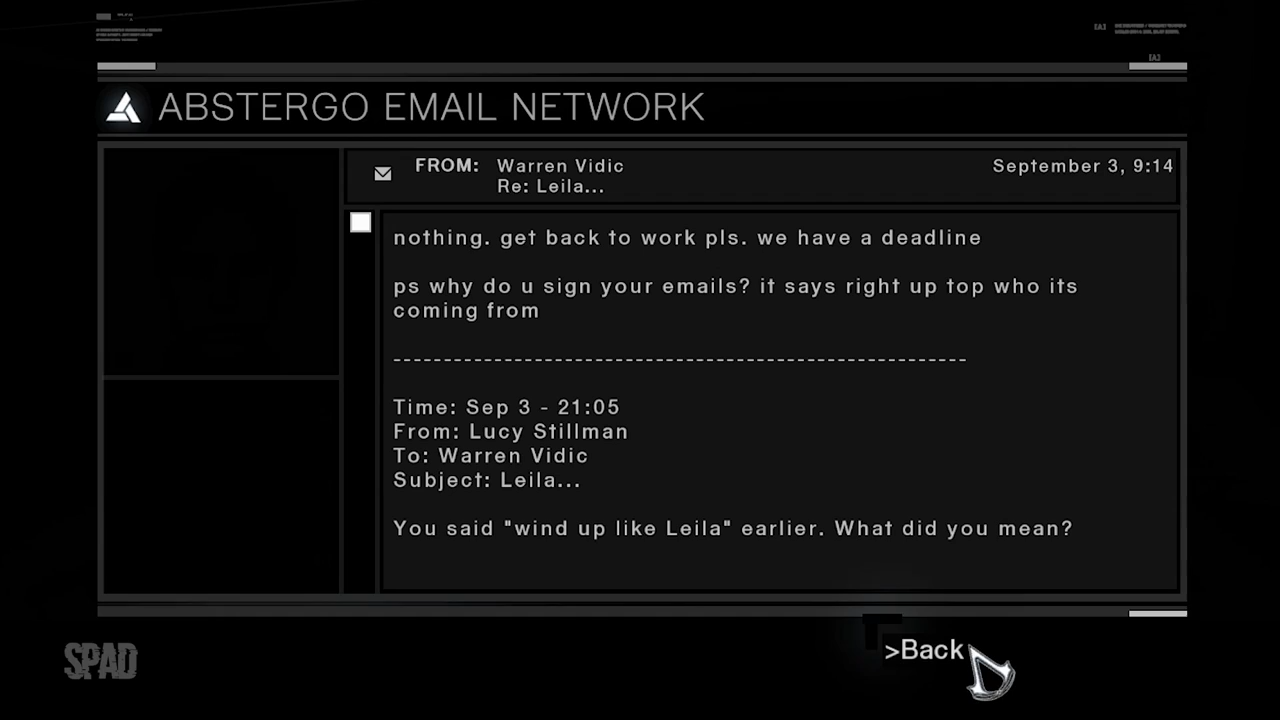 ABSTERGO EMAIL NETWORK
FROM: Warren Vidic September 3, 9:14
Re: Leila...
nothing. get back to work pls. we have a deadline
ps why do u sign your emails? it says right up top who its
coming from
---------------------------------------------------------
Time: Sep 3 - 21:05
From: Lucy Stillman
To: Warren Vidic
Subject: Leila...
You said "wind up like Leila" earlier. What did you mean?
>Back
SPAD